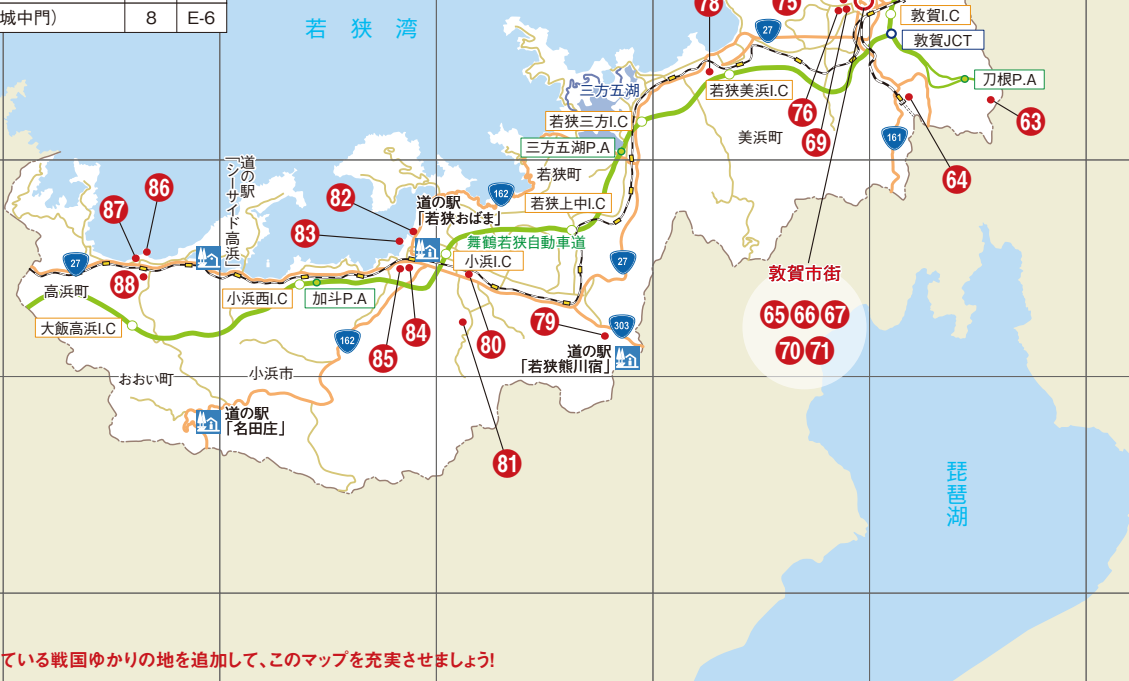 城中門)
8
E-6
若狭湾
78
75
27
敦賀I.C
敦賀JCT
刀根P.A
三方五湖
若狭美浜I.C
76
69
63
若狭三方I.C
美浜町
161
64
三方五湖P.A
若狭町
162
若狭上中I.C
道の駅
「シーサイド高浜」
86
87
82
83
道の駅
「若狭おばま」
舞鶴若狭自動車道
小浜I.C
27
27
88
高浜町
小浜西I.C
加斗P.A
大飯高浜I.C
162
84
85
80
79
303
道の駅
「若狭熊川宿」
敦賀市街
65 66 67
70 71
おおい町
小浜市
道の駅
「名田庄」
81
琵琶湖
ている戦国ゆかりの地を追加して、このマップを充実させましょう!